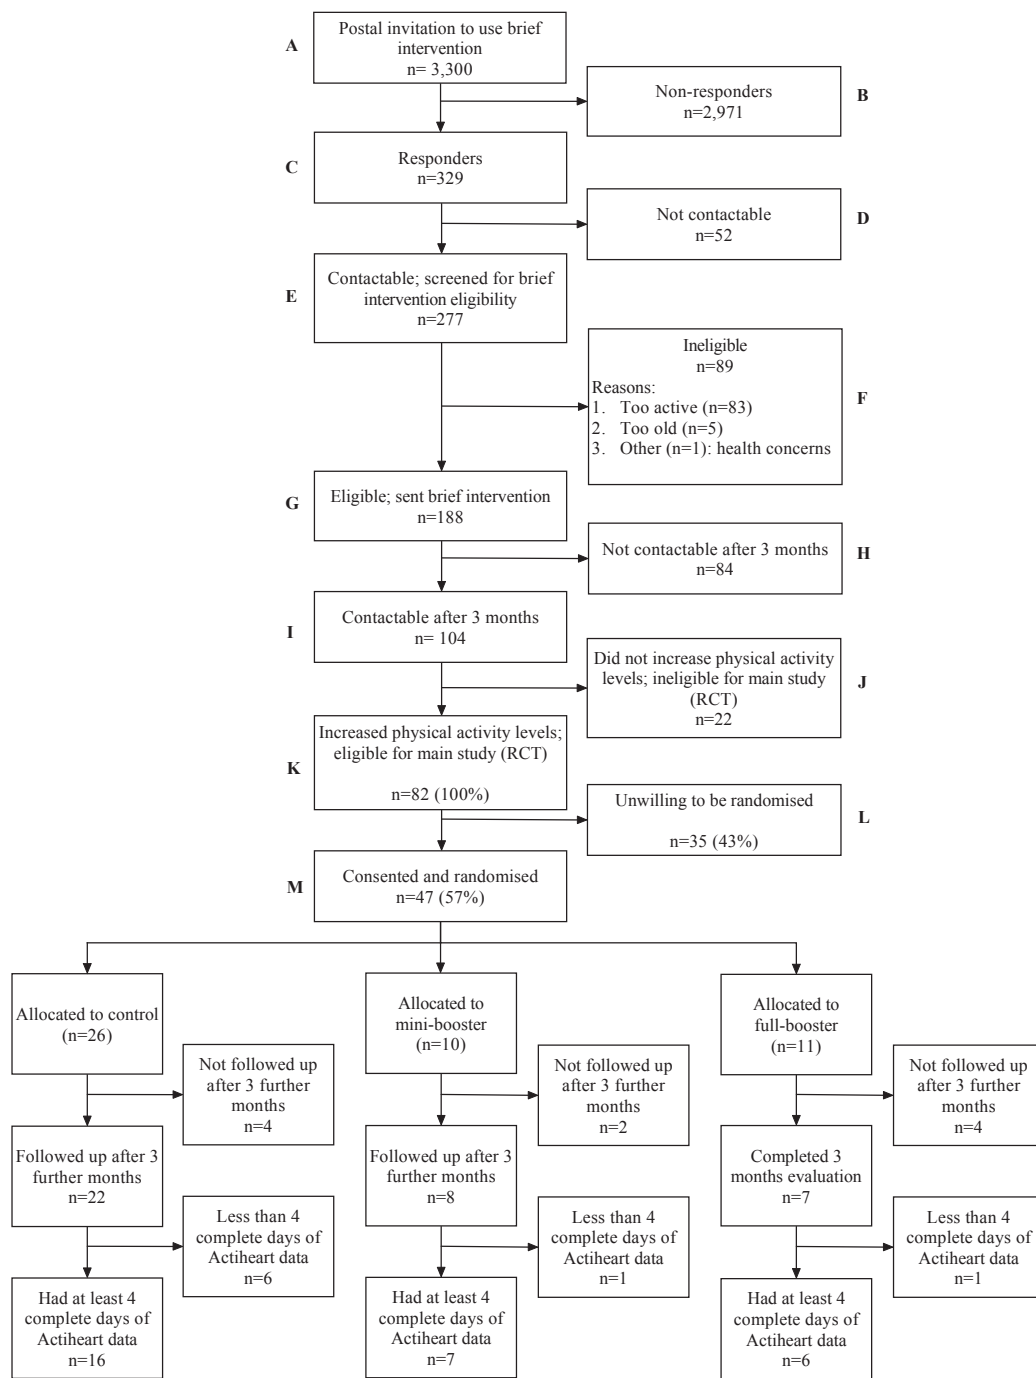 A
Postal invitation to use brief
intervention
n= 3,300
Non-responders
n=2,971
B
C
Responders
n=329
Not contactable
n=52
D
E
Contactable; screened for brief
intervention eligibility
n=277
Ineligible
n=89
Reasons:
1. Too active (n=83)
2. Too old (n=5)
3. Other (n=1): health concerns
F
G
Eligible; sent brief intervention
n=188
Not contactable after 3 months
n=84
H
I
Contactable after 3 months
n= 104
Did not increase physical activity
levels; ineligible for main study
(RCT)
n=22
J
K
Increased physical activity levels;
eligible for main study (RCT)
n=82 (100%)
Unwilling to be randomised
n=35 (43%)
L
M
Consented and randomised
n=47 (57%)
Allocated to control
(n=26)
Allocated to
mini-booster
(n=10)
Allocated to
full-booster
(n=11)
Not followed up
after 3 further
months
n=4
Not followed up
after 3 further
months
n=2
Not followed up
after 3 further
months
n=4
Followed up after 3
further months
n=22
Followed up after 3
further months
n=8
Completed 3
months evaluation
n=7
Less than 4
complete days of
Actiheart data
n=6
Less than 4
complete days of
Actiheart data
n=1
Less than 4
complete days of
Actiheart data
n=1
Had at least 4
complete days of
Actiheart data
n=16
Had at least 4
complete days of
Actiheart data
n=7
Had at least 4
complete days of
Actiheart data
n=6